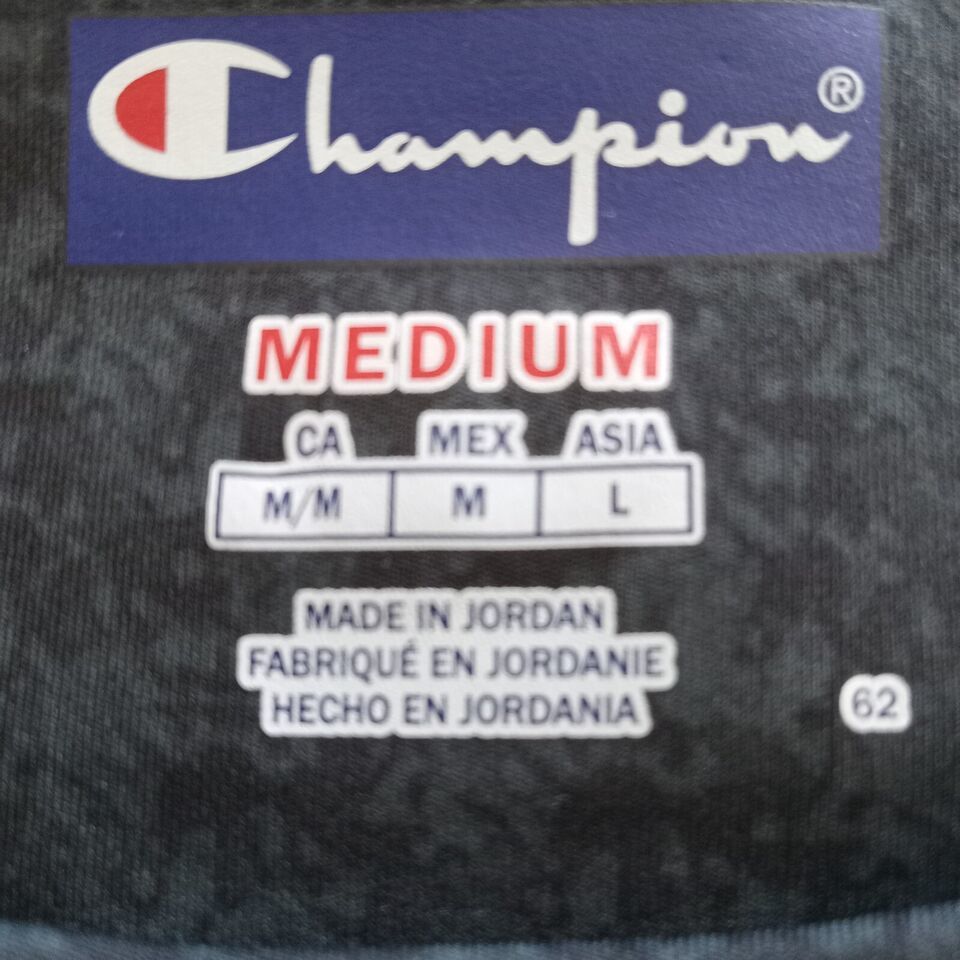 Champion®
MEDIUM
CA MEX ASIA
M/M M L
MADE IN JORDAN
FABRIQUÉ EN JORDANIE
HECHO EN JORDANIA
62